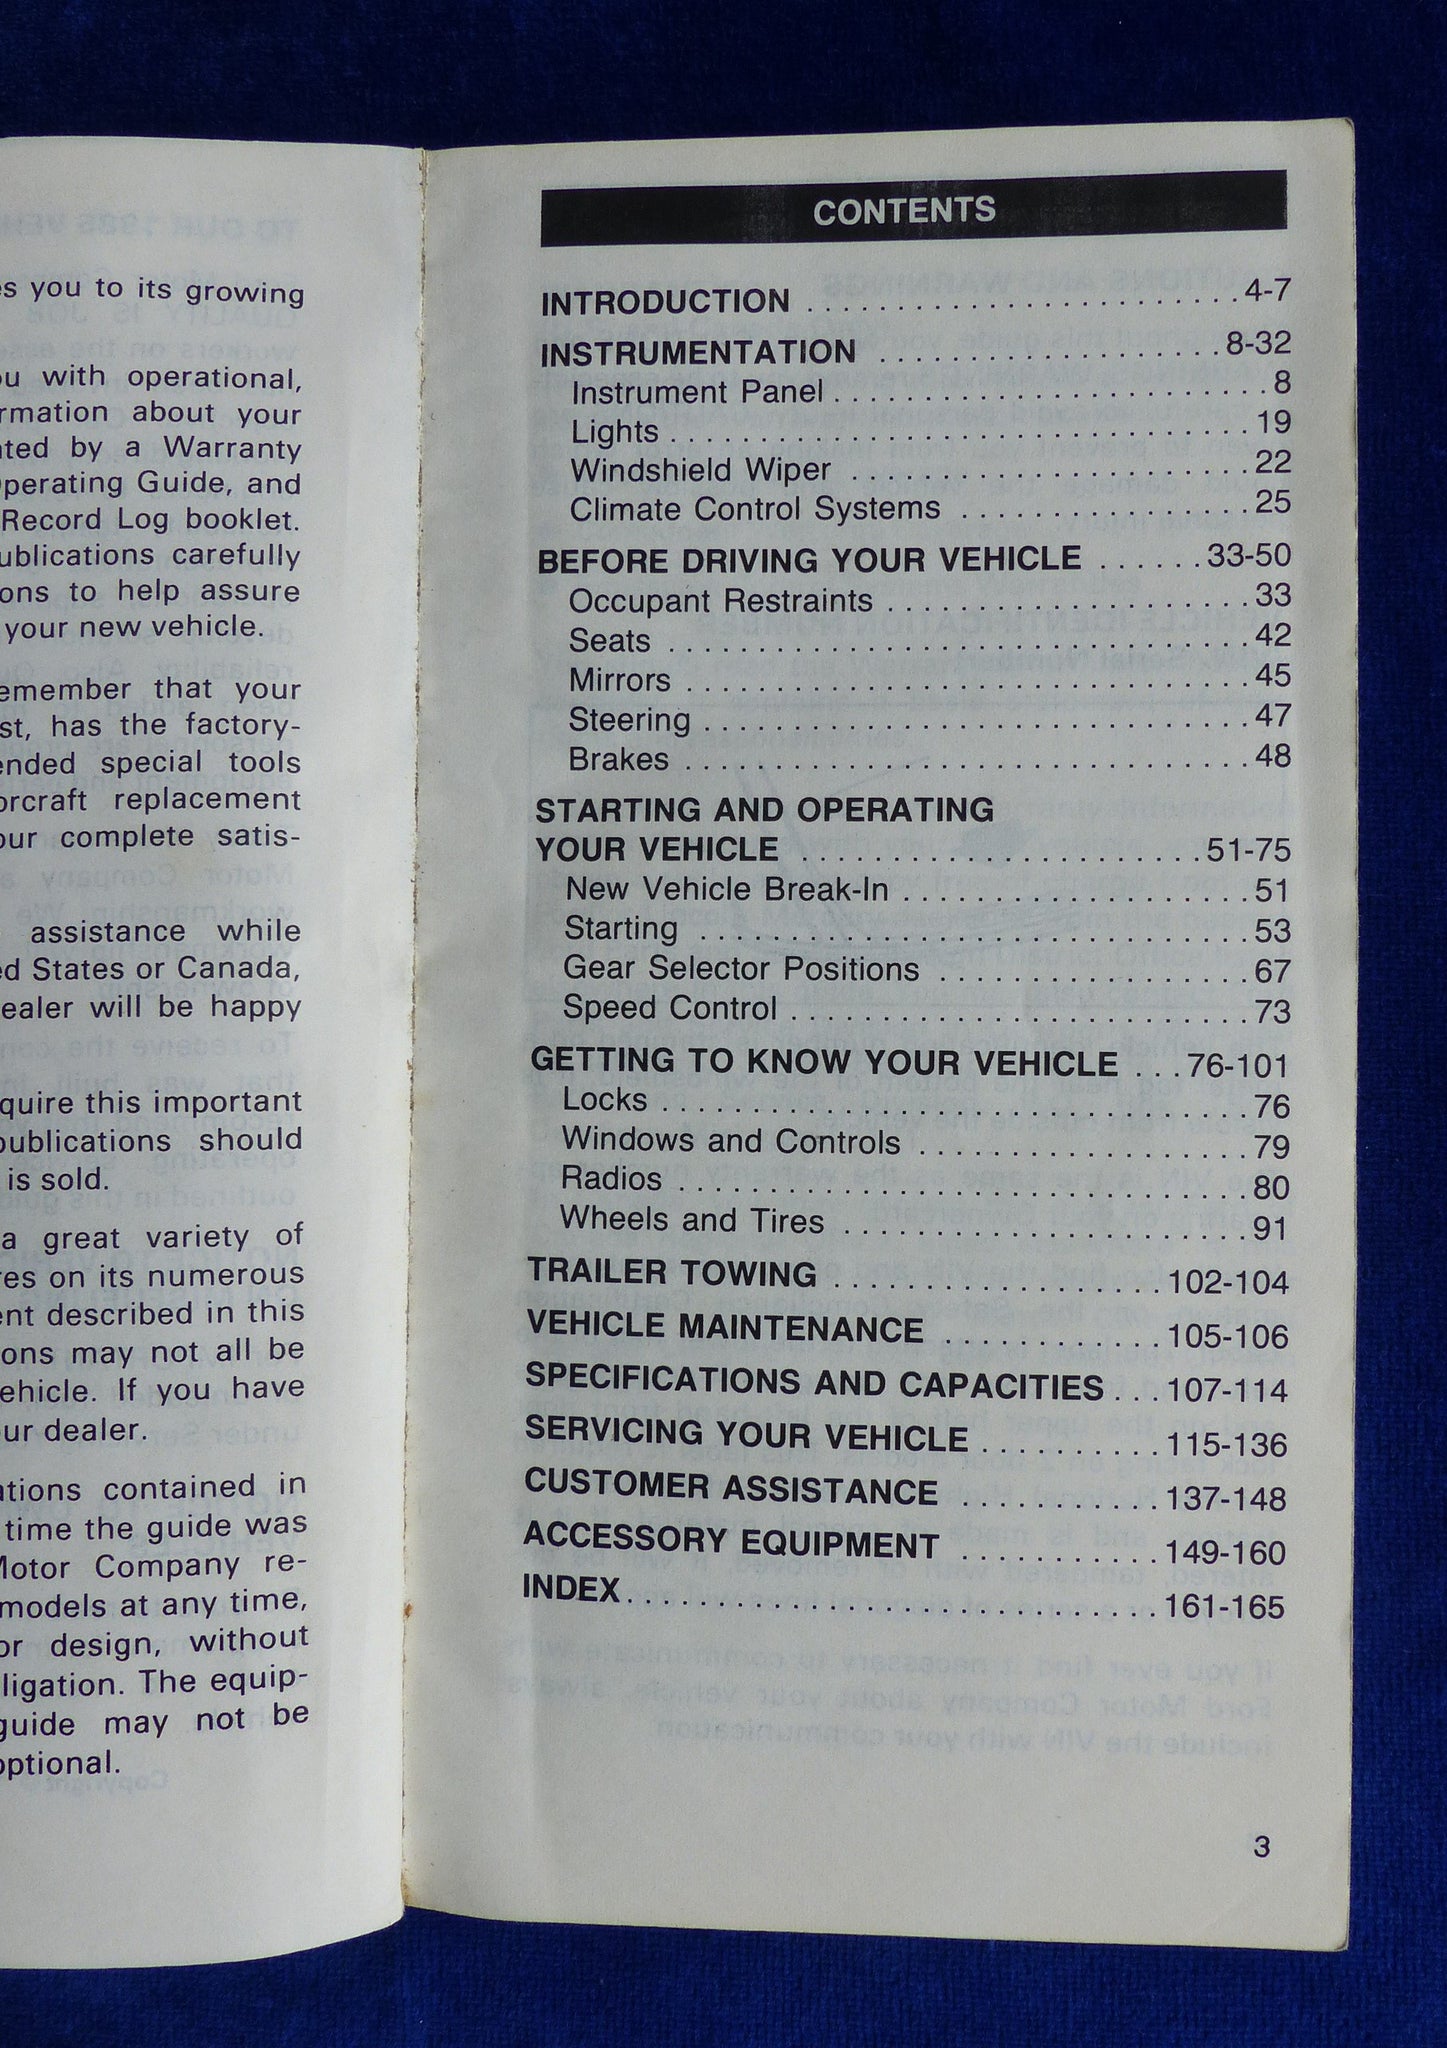 s you to its growing
u with operational,
rmation about your
ted by a Warranty
perating Guide, and
Record Log booklet.
ublications carefully
ons to help assure
your new vehicle.
emember that your
st, has the factory-
ended special tools
orcraft replacement
our complete satis-
assistance while
ed States or Canada,
ealer will be happy
quire this important
publications should
is sold.
a great variety of
res on its numerous
ent described in this
ons may not all be
ehicle. If you have
ur dealer.
ations contained in
time the guide was
Motor Company re-
models at any time,
or design, without
ligation. The equip-
guide may not be
optional.
CONTENTS
INTRODUCTION . . . . . . . . . . . . . . . . . . . . . . . . . . 4-7
INSTRUMENTATION . . . . . . . . . . . . . . . . . . . . 8-32
Instrument Panel . . . . . . . . . . . . . . . . . . . . . . . . . . 8
Lights . . . . . . . . . . . . . . . . . . . . . . . . . . . . . . . . . . 19
Windshield Wiper . . . . . . . . . . . . . . . . . . . . . . . . 22
Climate Control Systems . . . . . . . . . . . . . . . . . . 25
BEFORE DRIVING YOUR VEHICLE . . . . . . 33-50
Occupant Restraints . . . . . . . . . . . . . . . . . . . . . . 33
Seats . . . . . . . . . . . . . . . . . . . . . . . . . . . . . . . . . . 42
Mirrors . . . . . . . . . . . . . . . . . . . . . . . . . . . . . . . . . 45
Steering . . . . . . . . . . . . . . . . . . . . . . . . . . . . . . . . 47
Brakes . . . . . . . . . . . . . . . . . . . . . . . . . . . . . . . . . 48
STARTING AND OPERATING
YOUR VEHICLE . . . . . . . . . . . . . . . . . . . . . . . 51-75
New Vehicle Break-In . . . . . . . . . . . . . . . . . . . . . 51
Starting . . . . . . . . . . . . . . . . . . . . . . . . . . . . . . . . 53
Gear Selector Positions . . . . . . . . . . . . . . . . . . 67
Speed Control . . . . . . . . . . . . . . . . . . . . . . . . . . . 73
GETTING TO KNOW YOUR VEHICLE . . . 76-101
Locks . . . . . . . . . . . . . . . . . . . . . . . . . . . . . . . . . . 76
Windows and Controls . . . . . . . . . . . . . . . . . . . 79
Radios . . . . . . . . . . . . . . . . . . . . . . . . . . . . . . . . . 80
Wheels and Tires . . . . . . . . . . . . . . . . . . . . . . . . 91
TRAILER TOWING . . . . . . . . . . . . . . . . . . . 102-104
VEHICLE MAINTENANCE . . . . . . . . . . . . 105-106
SPECIFICATIONS AND CAPACITIES . . . 107-114
SERVICING YOUR VEHICLE . . . . . . . . . . 115-136
CUSTOMER ASSISTANCE . . . . . . . . . . . 137-148
ACCESSORY EQUIPMENT . . . . . . . . . . . 149-160
INDEX . . . . . . . . . . . . . . . . . . . . . . . . . . . . . 161-165
3